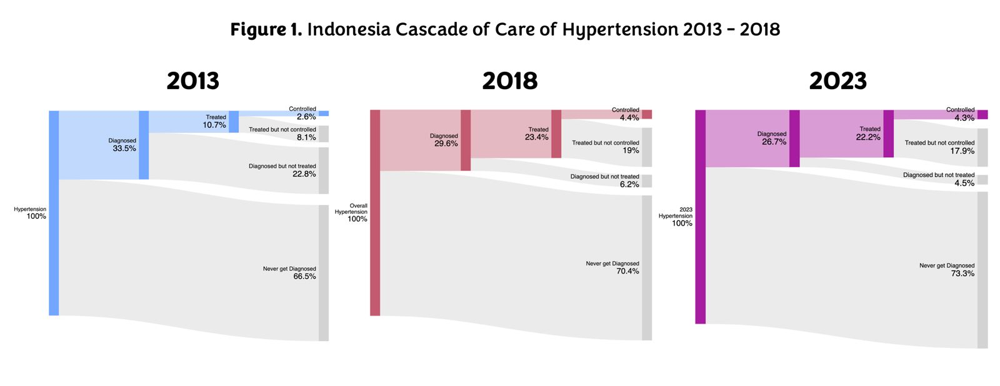 Figure 1. Indonesia Cascade of Care of Hypertension 2013 - 2018
2013
Hypertension
100%
Diagnosed
33.5%
Treated
10.7%
Controlled
2.6%
Treated but not controlled
8.1%
Diagnosed but not treated
22.8%
Never get Diagnosed
66.5%
2018
Overall
Hypertension
100%
Diagnosed
29.6%
Treated
23.4%
Controlled
4.4%
Treated but not controlled
19%
Diagnosed but not treated
6.2%
Never get Diagnosed
70.4%
2023
2023
Hypertension
100%
Diagnosed
26.7%
Treated
22.2%
Controlled
4.3%
Treated but not controlled
17.9%
Diagnosed but not treated
4.5%
Never get Diagnosed
73.3%